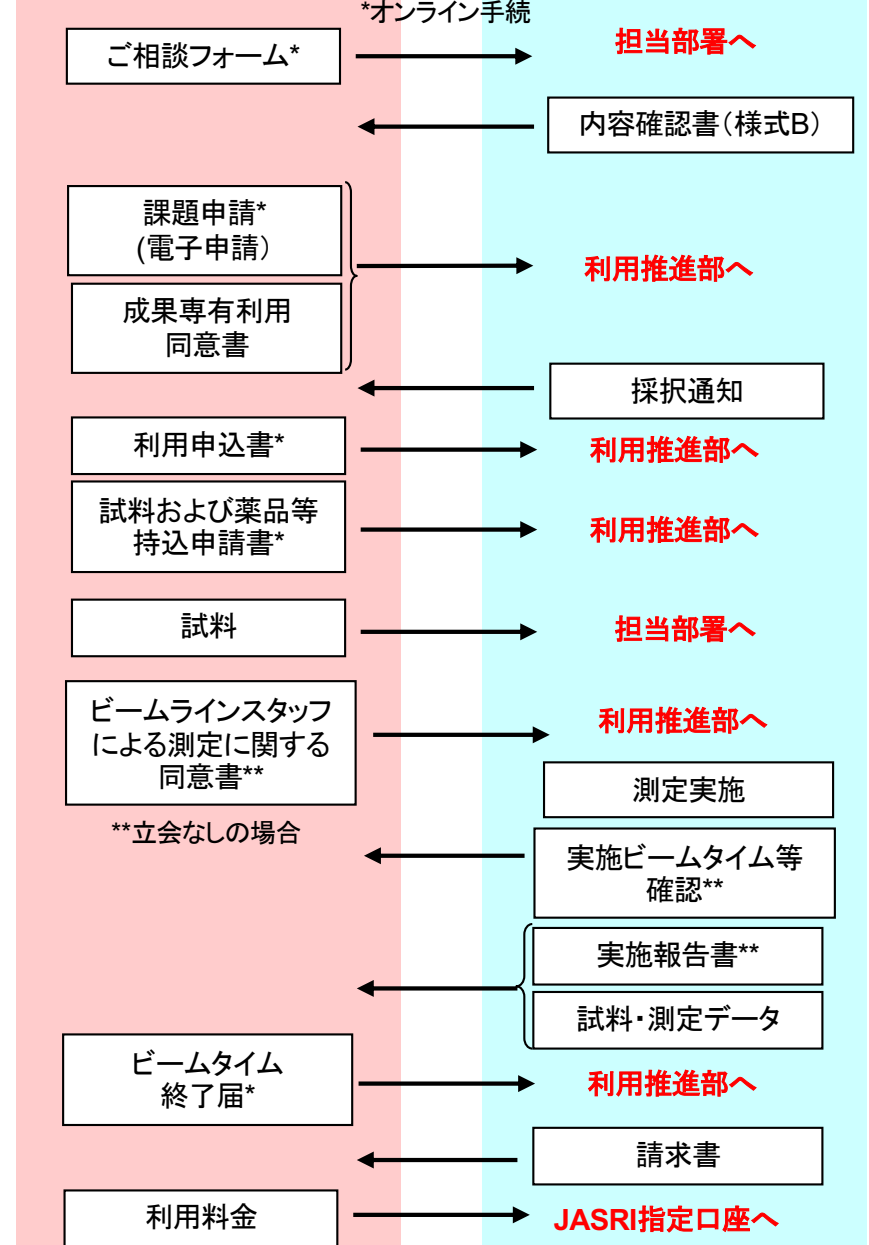 *オンライン手続
ご相談フォーム*
担当部署へ
内容確認書(様式B)
課題申請*
(電子申請)
成果専有利用
同意書
利用推進部へ
採択通知
利用申込書*
利用推進部へ
試料および薬品等
持込申請書*
利用推進部へ
試料
担当部署へ
ビームラインスタッフ
による測定に関する
同意書**
利用推進部へ
測定実施
**立会なしの場合
実施ビームタイム等
確認**
実施報告書**
試料・測定データ
ビームタイム
終了届*
利用推進部へ
請求書
利用料金
JASRI指定口座へ